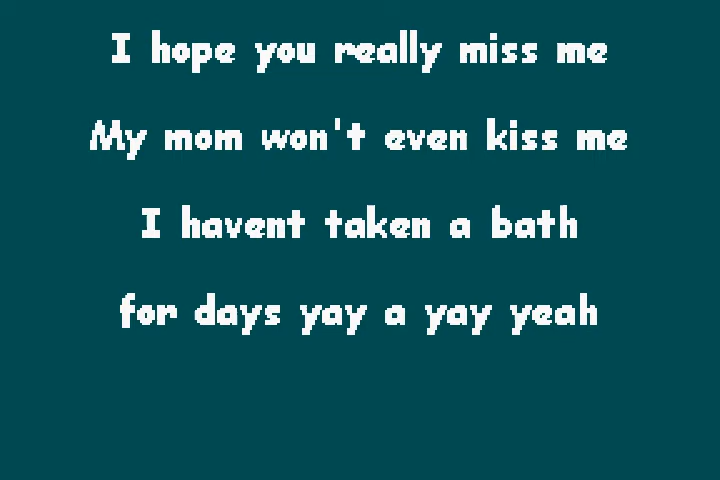 I hope you really miss me
My mom won't even kiss me
I havent taken a bath
for days yay a yay yeah